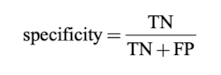 specificity = TN / TN + FP